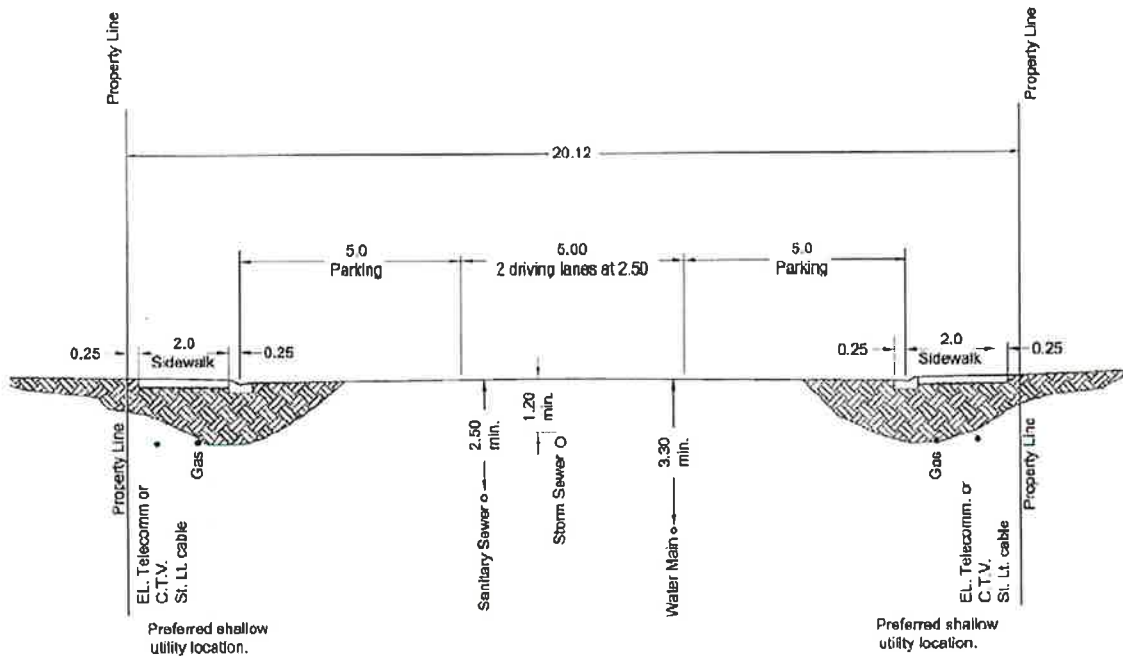 Property Line
Property Line
20.12
5.0
Parking
5.00
2 driving lanes at 2.50
5.0
Parking
0.25
2.0
Sidewalk
0.25
0.25
2.0
Sidewalk
0.25
Property Line
Gas
2.50
min.
Sanitary Sewer
1.20
min.
Storm Sewer
3.30
min.
Water Main
Gas
Property Line
EL. Telecomm or
C.T.V.
St. Lt. cable
EL. Telecomm. or
C.T.V.
St. Lt. cable
Preferred shallow
utility location.
Preferred shallow
utility location.